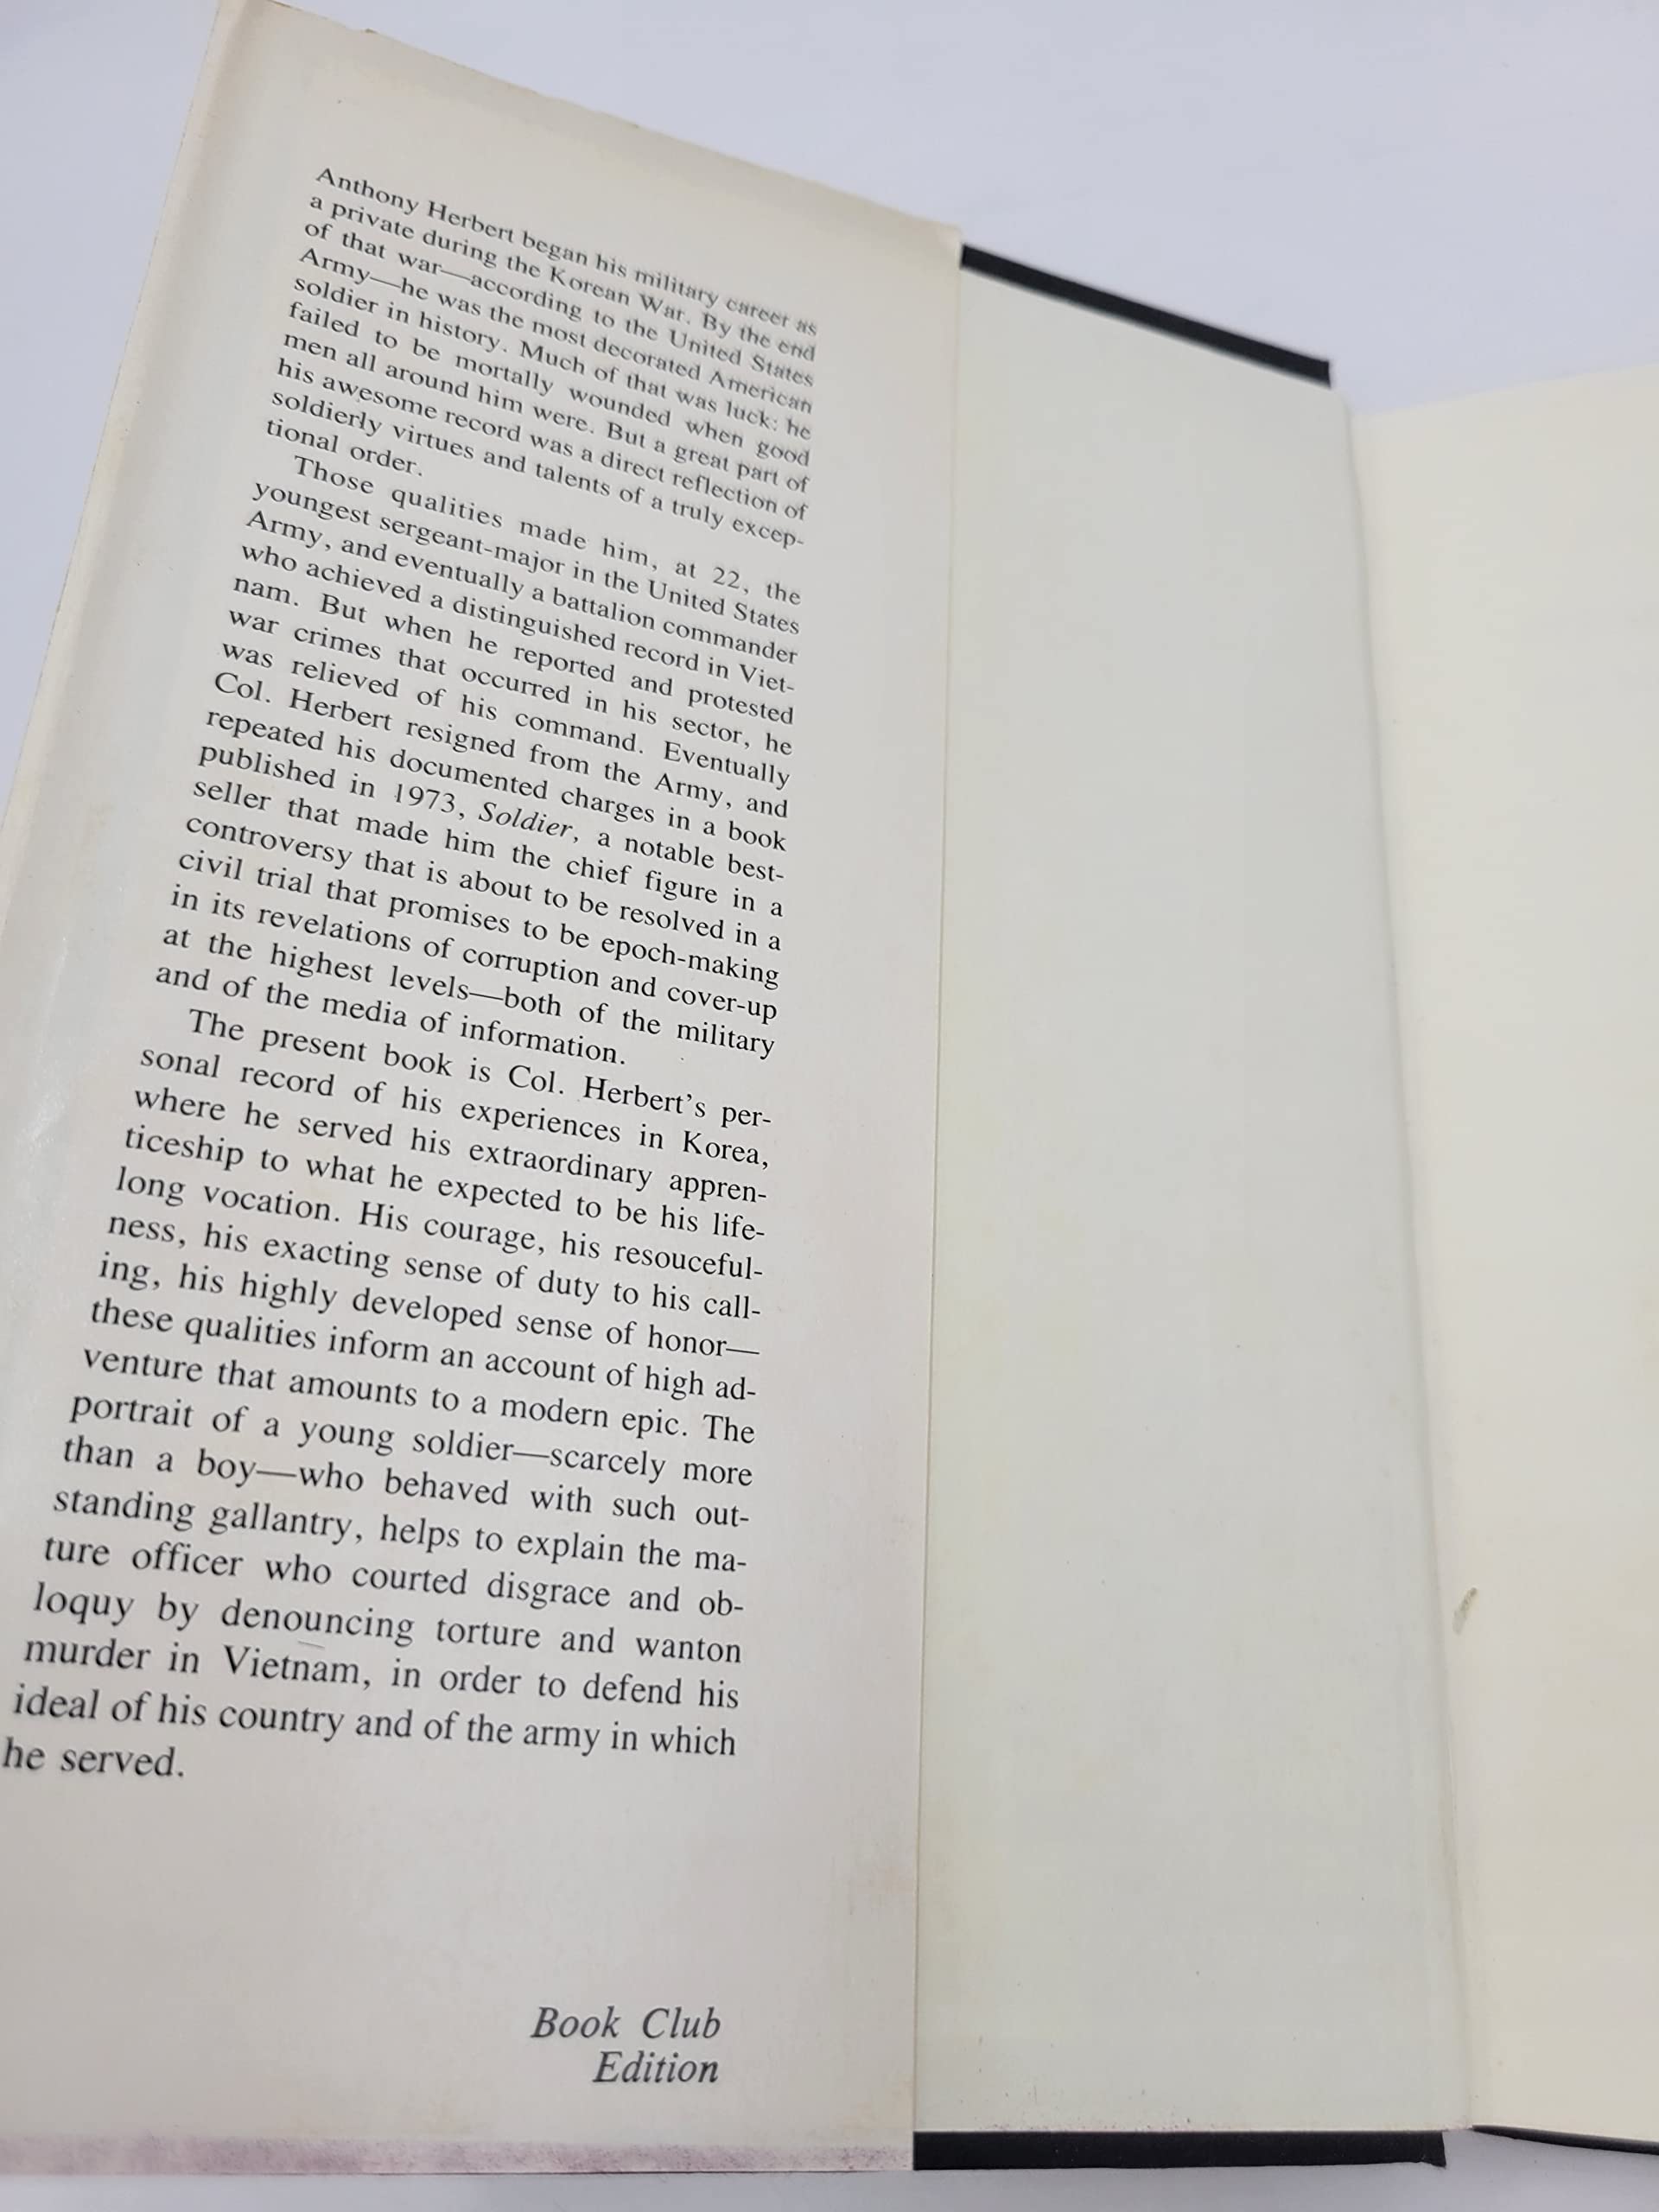 Anthony Herbert began his military career as
a private during the Korean War. By the end
of that war—according to the United States
Army—he was the most decorated American
soldier in history. Much of that was luck: he
failed to be mortally wounded when good
men all around him were. But a great part of
his awesome record was a direct reflection of
soldierly virtues and talents of a truly excep-
tional order.
Those qualities made him, at 22, the
youngest sergeant-major in the United States
Army, and eventually a battalion commander
who achieved a distinguished record in Viet-
nam. But when he reported and protested
war crimes that occurred in his sector, he
was relieved of his command. Eventually
Col. Herbert resigned from the Army, and
repeated his documented charges in a book
published in 1973, Soldier, a notable best-
seller that made him the chief figure in a
controversy that is about to be resolved in a
civil trial that promises to be epoch-making
in its revelations of corruption and cover-up
at the highest levels—both of the military
and of the media of information.
The present book is Col. Herbert's per-
sonal record of his experiences in Korea,
where he served his extraordinary appren-
ticeship to what he expected to be his life-
long vocation. His courage, his resouceful-
ness, his exacting sense of duty to his call-
ing, his highly developed sense of honor—
these qualities inform an account of high ad-
venture that amounts to a modern epic. The
portrait of a young soldier—scarcely more
than a boy—who behaved with such out-
standing gallantry, helps to explain the ma-
ture officer who courted disgrace and ob-
loquy by denouncing torture and wanton
murder in Vietnam, in order to defend his
ideal of his country and of the army in which
he served.
Book Club
Edition